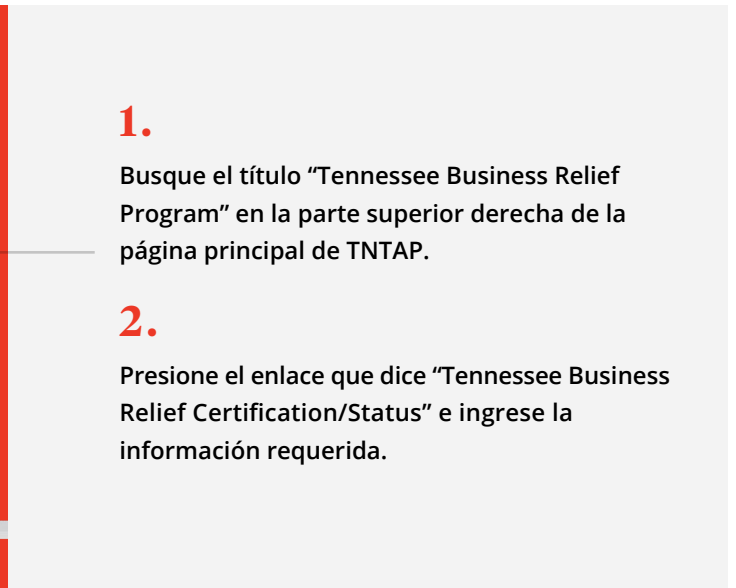 1.
Busque el título “Tennessee Business Relief
Program” en la parte superior derecha de la
página principal de TNTAP.
2.
Presione el enlace que dice “Tennessee Business
Relief Certification/Status” e ingrese la
información requerida.